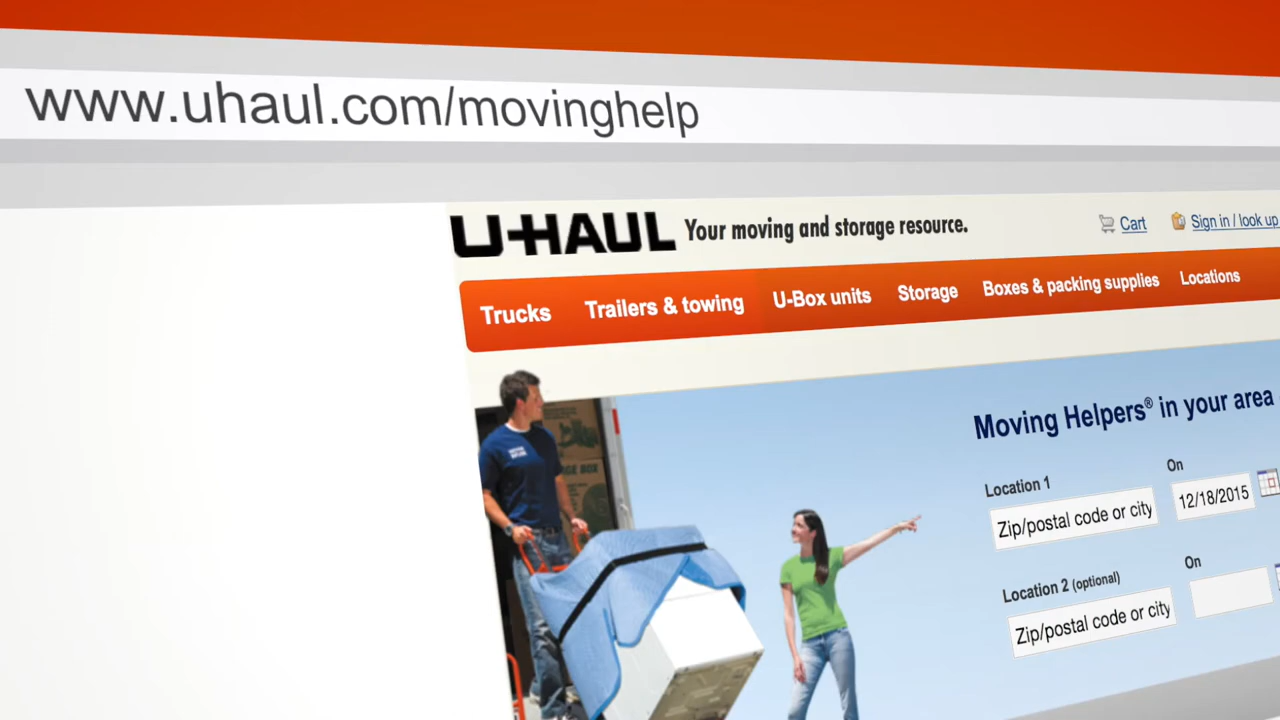 www.uhaul.com/movinghelp
U-HAUL Your moving and storage resource.
Cart
Sign in / look up
Trucks Trailers & towing U-Box units Storage Boxes & packing supplies Locations
Moving Helpers® in your area
Location 1
On
Zip/postal code or city
12/18/2015
Location 2 (optional)
On
Zip/postal code or city
BOX